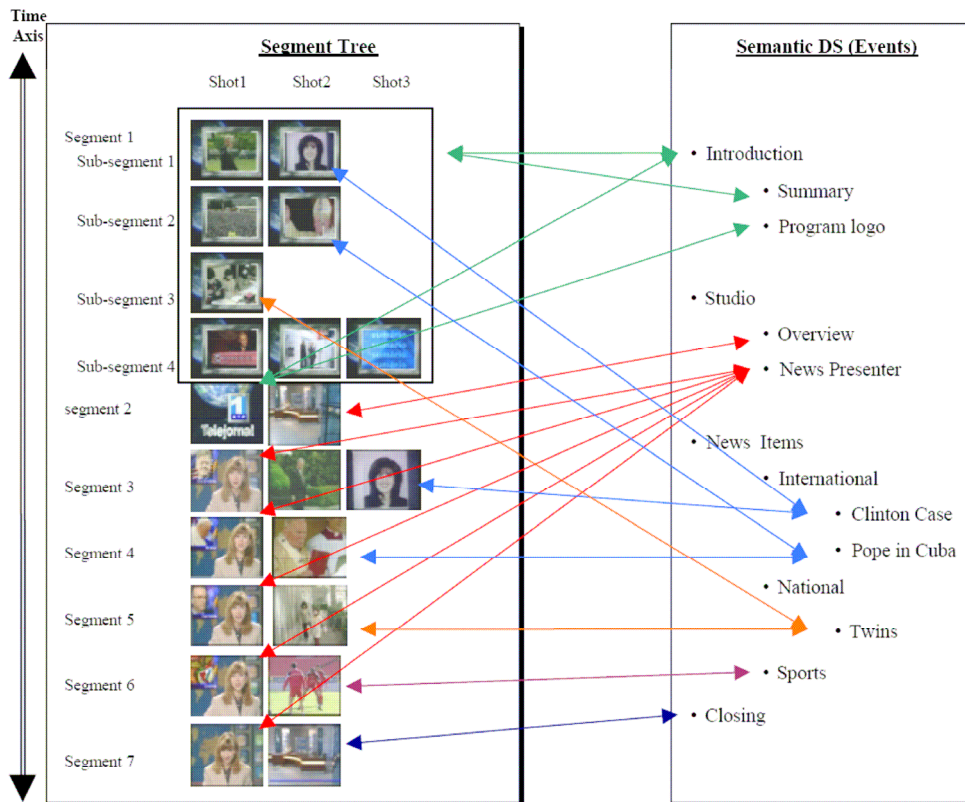 Time
Axis
Segment Tree
Shot1 Shot2 Shot3
Segment 1
Sub-segment 1
Sub-segment 2
Sub-segment 3
Sub-segment 4
segment 2
Telejornal
1
Segment 3
Segment 4
Segment 5
Segment 6
Segment 7
Semantic DS (Events)
• Introduction
• Summary
• Program logo
• Studio
• Overview
• News Presenter
• News Items
• International
• Clinton Case
• Pope in Cuba
• National
• Twins
• Sports
• Closing